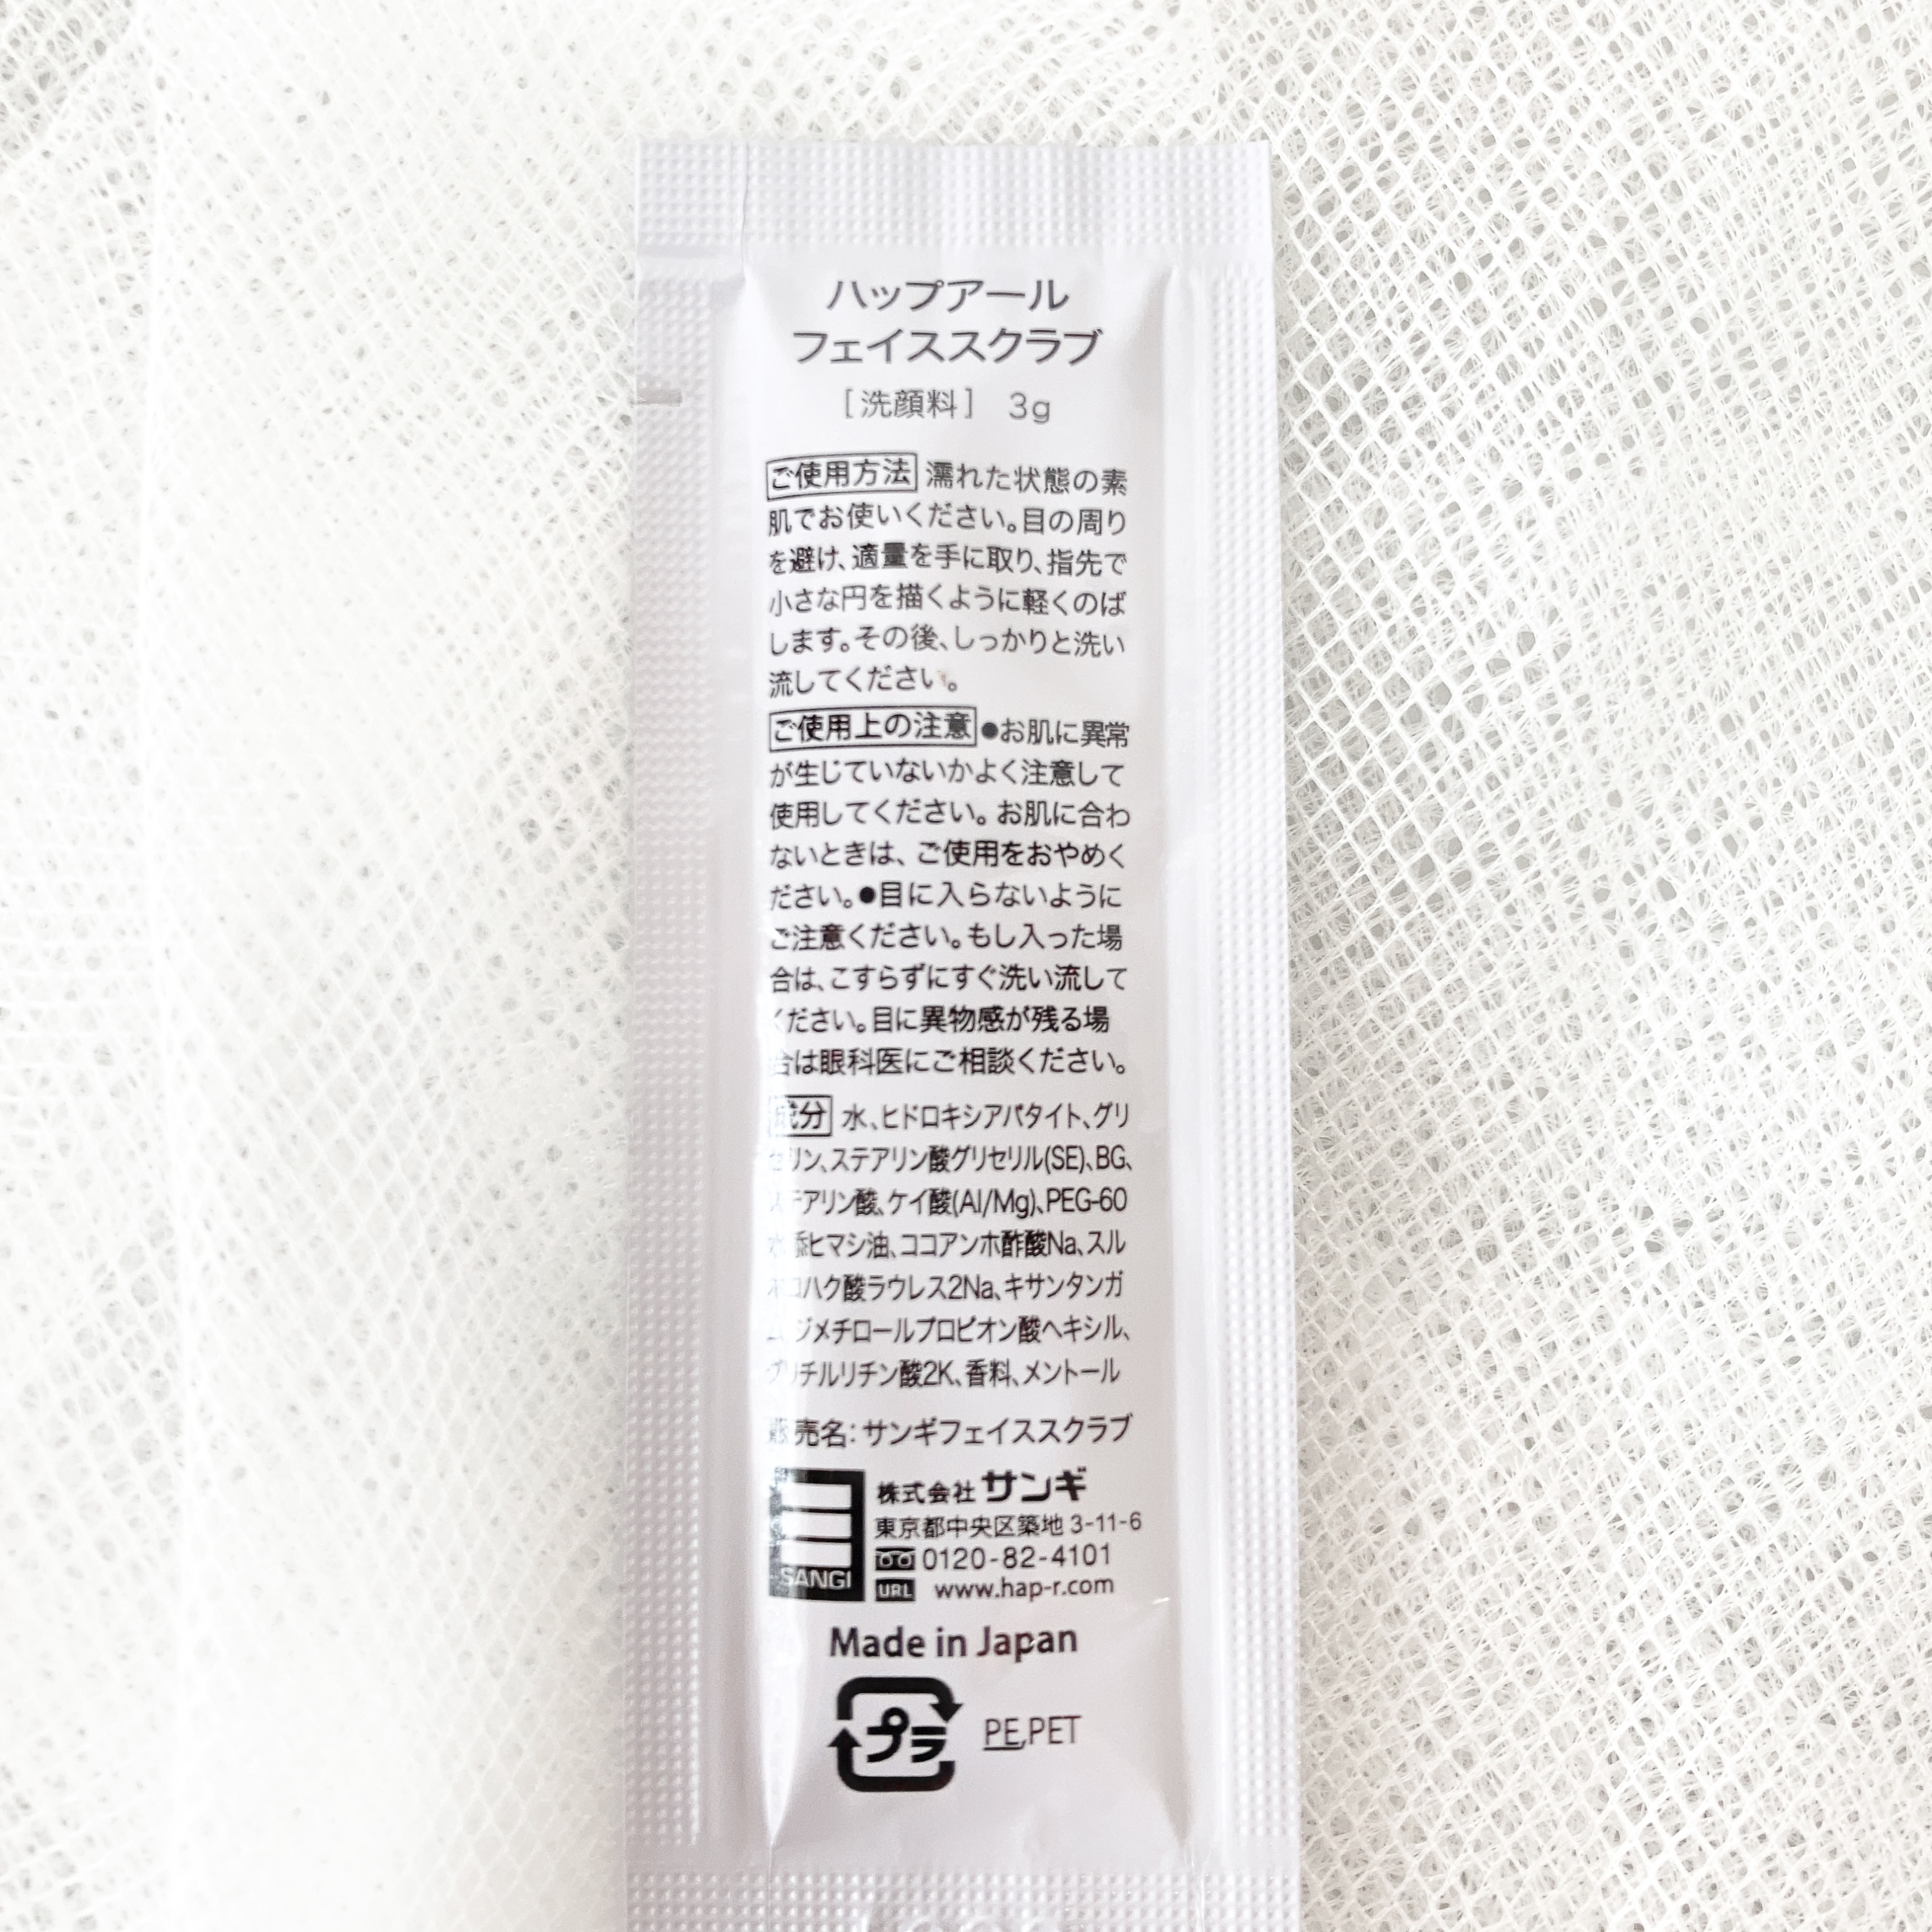 ハップアール
フェイススクラブ
[洗顔料] 3g
ご使用方法 濡れた状態の素
肌でお使いください。目の周り
を避け、適量を手に取り、指先で
小さな円を描くように軽くのば
します。その後、しっかりと洗い
流してください。
ご使用上の注意 ●お肌に異常
が生じていないかよく注意して
使用してください。お肌に合わ
ないときは、ご使用をおやめく
ださい。●目に入らないように
ご注意ください。もし入った場
合は、こすらずにすぐ洗い流して
ください。目に異物感が残る場
合は眼科医にご相談ください。
成分 水、ヒドロキシアパタイト、グリ
セリン、ステアリン酸グリセリル(SE)、BG、
ステアリン酸、ケイ酸(Al/Mg)、PEG-60
水添ヒマシ油、ココアンホ酢酸Na、スル
ホコハク酸ラウレス2Na、キサンタンガ
ム、ジメチロールプロピオン酸ヘキシル、
グリチルリチン酸2K、香料、メントール
販売名:サンギフェイススクラブ
株式会社 サンギ
東京都中央区築地 3-11-6
0120-82-4101
SANGI
URL www.hap-r.com
Made in Japan
プラ PE,PET